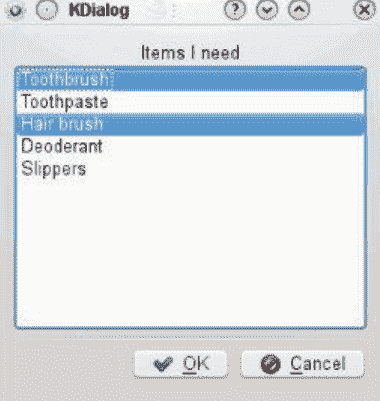 KDialog
Items I need
Toothbrush
Toothpaste
Hair brush
Deoderant
Slippers
OK Cancel